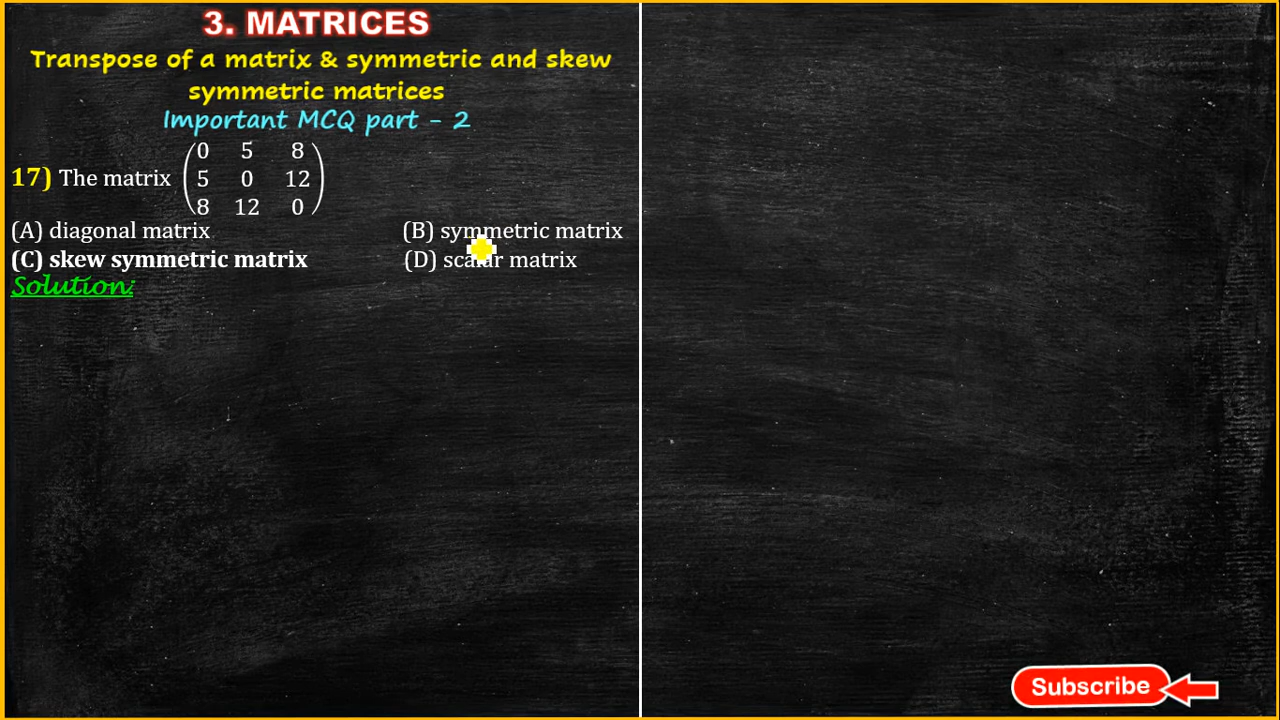 3. MATRICES
Transpose of a matrix & symmetric and skew
symmetric matrices
Important MCQ part - 2
17) The matrix
0 5 8
5 0 12
8 12 0
(A) diagonal matrix (B) symmetric matrix
(C) skew symmetric matrix (D) scalar matrix
Solution:
Subscribe